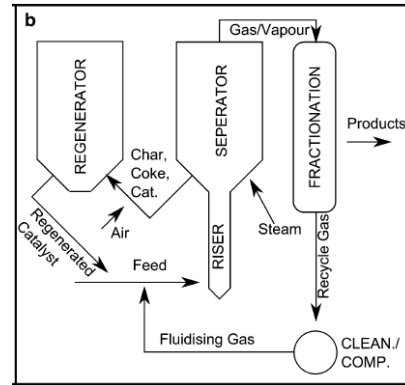 b
Gas/Vapour
REGENERATOR
SEPERATOR
FRACTIONATION
Products
Char,
Coke,
Cat.
Air
Steam
RISER
Regenerated
Catalyst
Feed
Recycle Gas
Fluidising Gas
CLEAN./
COMP.